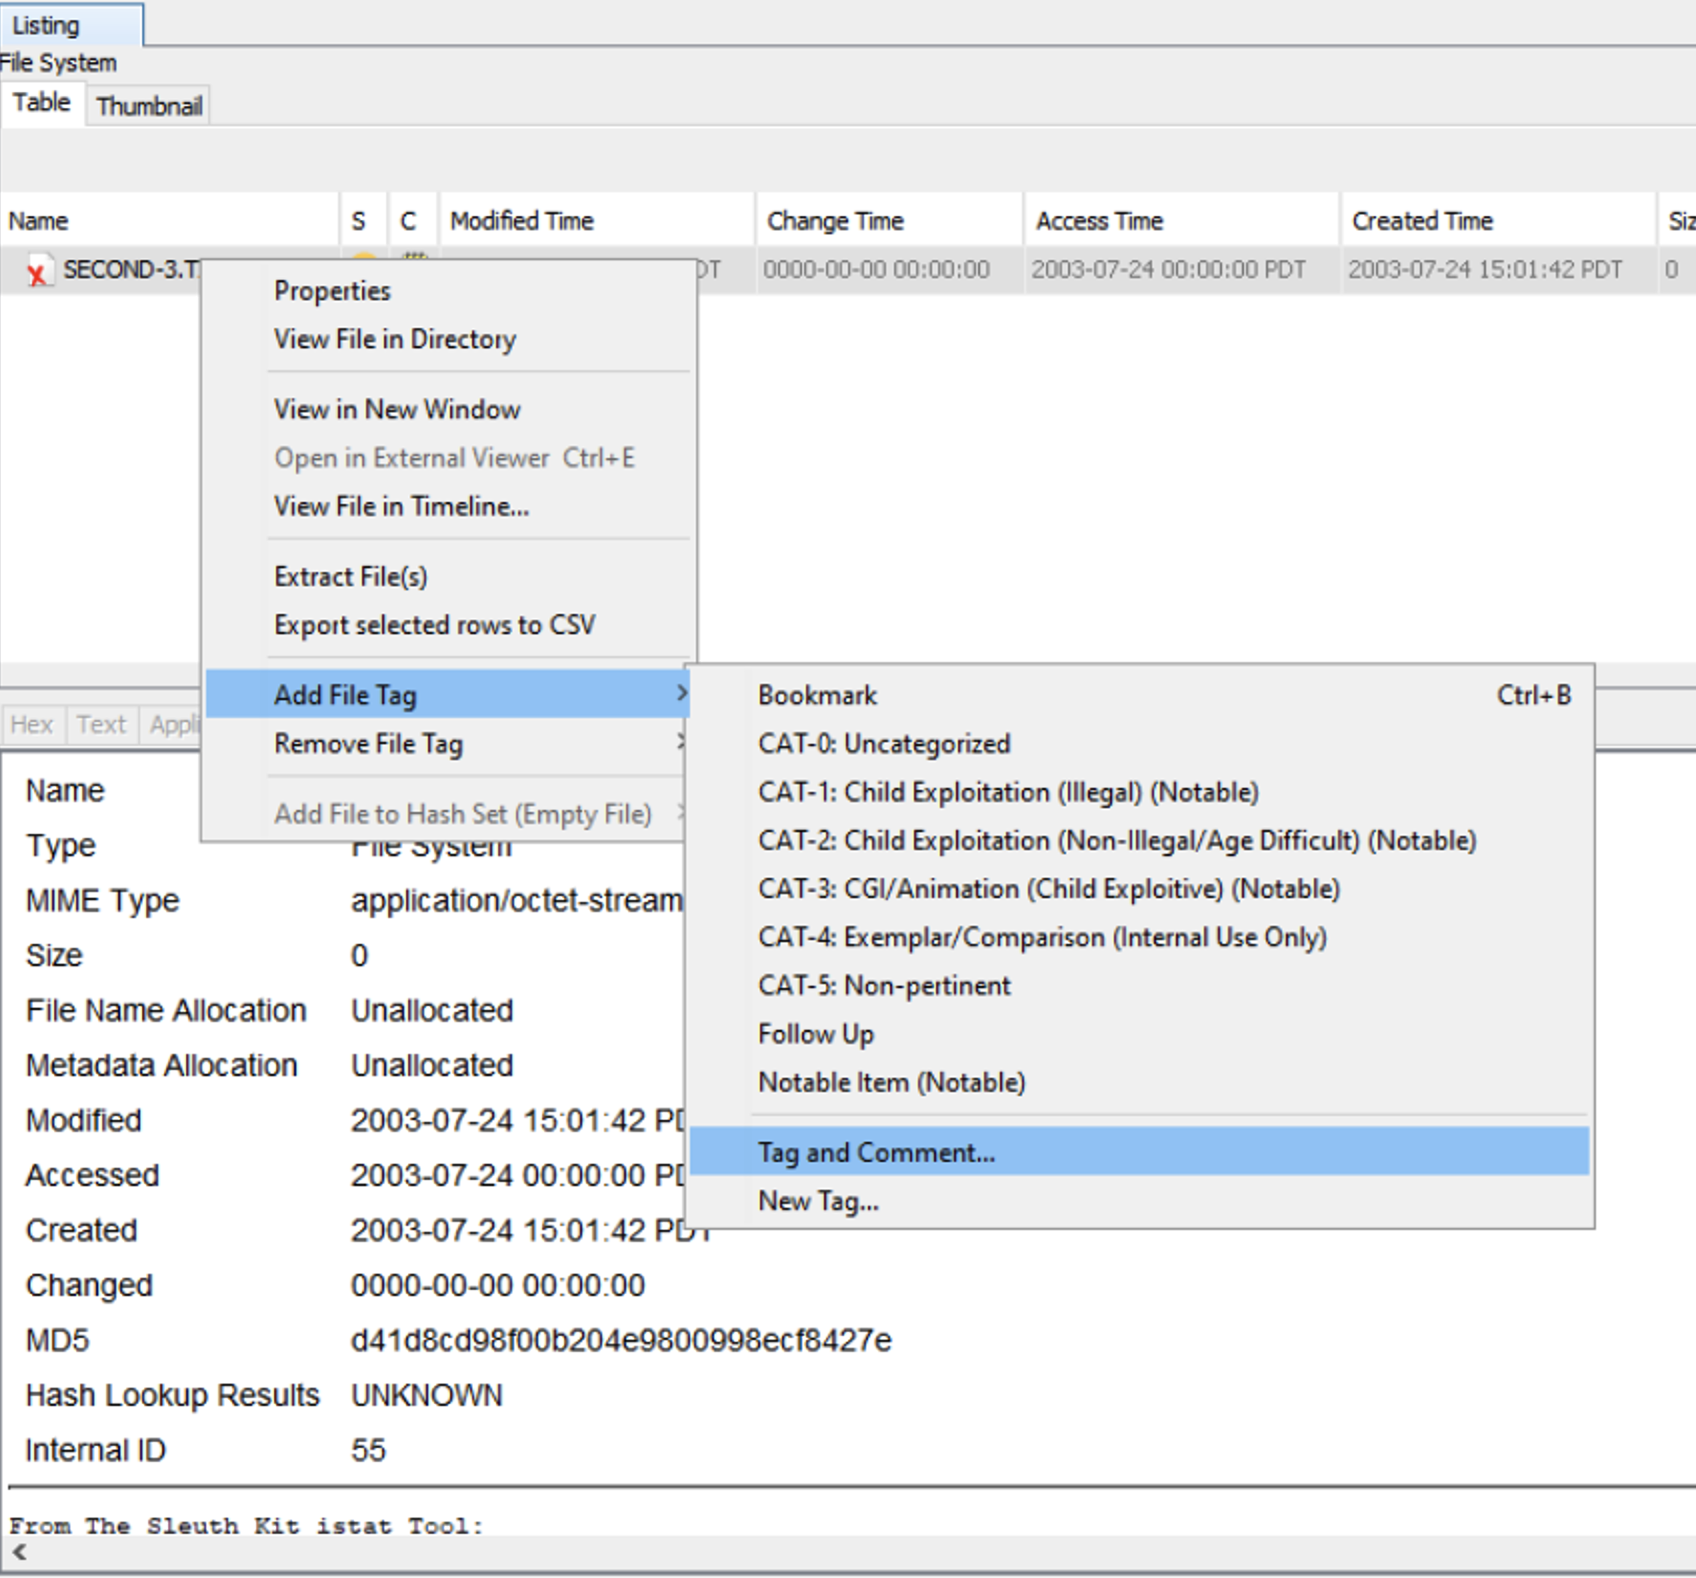 Listing
File System
Table Thumbnail
Name S C Modified Time Change Time Access Time Created Time
SECOND-3.T DT 0000-00-00 00:00:00 2003-07-24 00:00:00 PDT 2003-07-24 15:01:42 PDT 0
Properties
View File in Directory
View in New Window
Open in External Viewer Ctrl+E
View File in Timeline...
Extract File(s)
Export selected rows to CSV
Add File Tag >
Remove File Tag >
Add File to Hash Set (Empty File) >
Bookmark Ctrl+B
CAT-0: Uncategorized
CAT-1: Child Exploitation (Illegal) (Notable)
CAT-2: Child Exploitation (Non-Illegal/Age Difficult) (Notable)
CAT-3: CGI/Animation (Child Exploitive) (Notable)
CAT-4: Exemplar/Comparison (Internal Use Only)
CAT-5: Non-pertinent
Follow Up
Notable Item (Notable)
Tag and Comment...
New Tag...
Hex Text Appli
Name
Type File System
MIME Type application/octet-stream
Size 0
File Name Allocation Unallocated
Metadata Allocation Unallocated
Modified 2003-07-24 15:01:42 PD
Accessed 2003-07-24 00:00:00 PD
Created 2003-07-24 15:01:42 PDT
Changed 0000-00-00 00:00:00
MD5 d41d8cd98f00b204e9800998ecf8427e
Hash Lookup Results UNKNOWN
Internal ID 55
From The Sleuth Kit istat Tool: